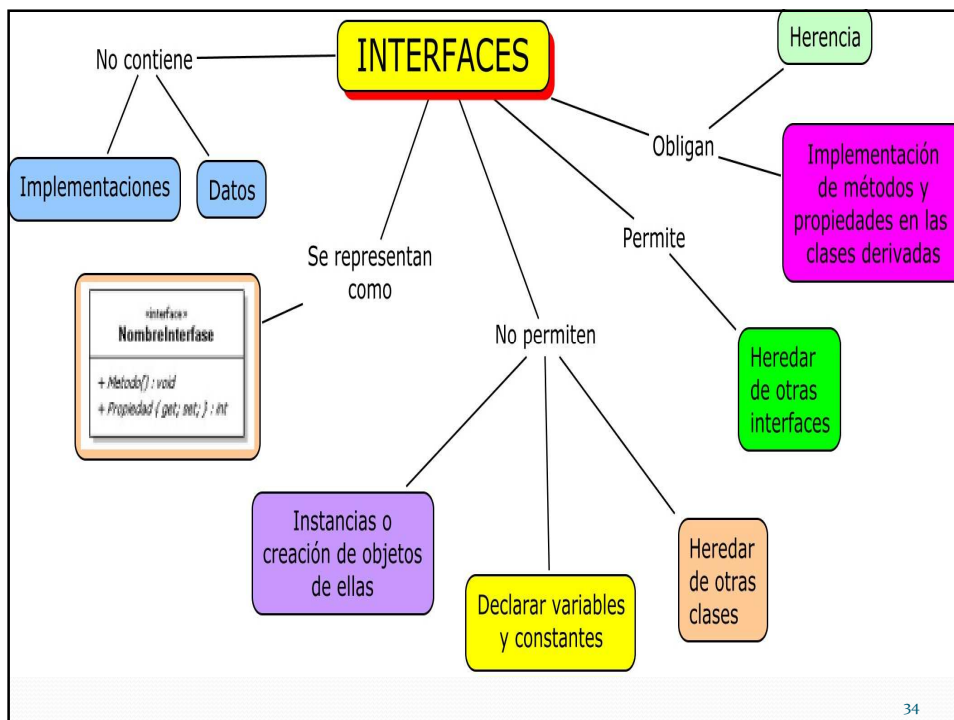 INTERFACES
No contiene
Implementaciones
Datos
Se representan
como
«interface»
NombreInterfase
+ Metodo() : void
+ Propiedad { get; set; } : int
No permiten
Instancias o
creación de objetos
de ellas
Declarar variables
y constantes
Heredar
de otras
clases
Permite
Heredar
de otras
interfaces
Obligan
Herencia
Implementación
de métodos y
propiedades en las
clases derivadas
34